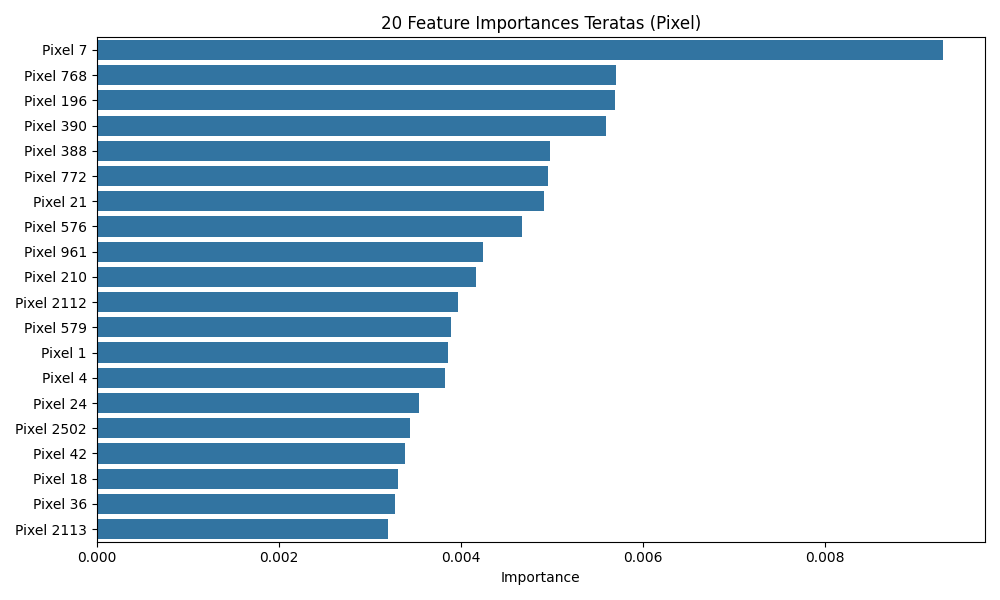 20 Feature Importances Teratas (Pixel)
Pixel 7
Pixel 768
Pixel 196
Pixel 390
Pixel 388
Pixel 772
Pixel 21
Pixel 576
Pixel 961
Pixel 210
Pixel 2112
Pixel 579
Pixel 1
Pixel 4
Pixel 24
Pixel 2502
Pixel 42
Pixel 18
Pixel 36
Pixel 2113
0.000 0.002 0.004 0.006 0.008
Importance